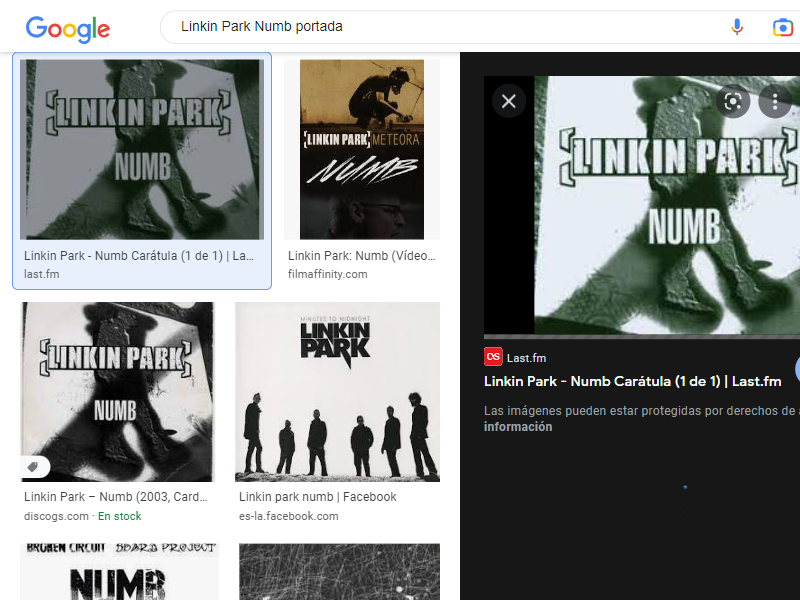 Google
Linkin Park Numb portada
[LINKIN PARK]
NUMB
Linkin Park - Numb Carátula (1 de 1) | La...
last.fm
[LINKIN PARK] METEORA
NUMB
Linkin Park: Numb (Vídeo...
filmaffinity.com
[LINKIN PARK]
NUMB
Linkin Park – Numb (2003, Card...
discogs.com · En stock
MINUTES TO MIDNIGHT
LINKIN
PARK
Linkin park numb | Facebook
es-la.facebook.com
BROKEN CIRCUIT BOARD PROJECT
NUMB
[LINKIN PARK]
NUMB
Last.fm
Linkin Park - Numb Carátula (1 de 1) | Last.fm
Las imágenes pueden estar protegidas por derechos de
información